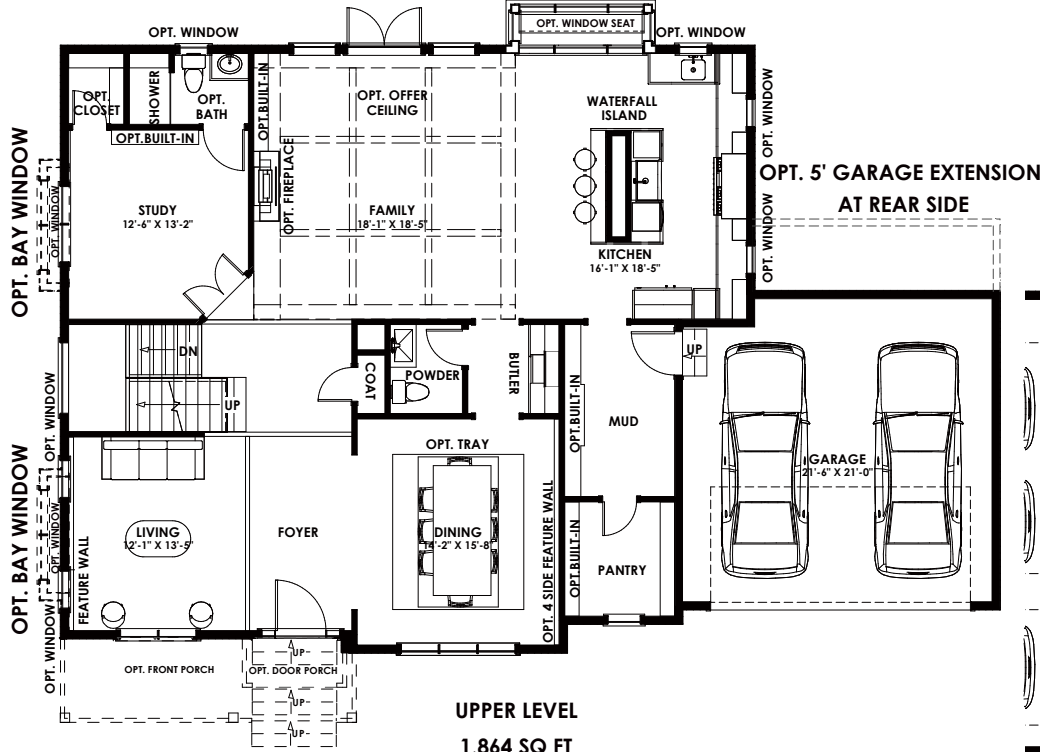 OPT. WINDOW
OPT. WINDOW SEAT
OPT. WINDOW
OPT.
CLOSET
SHOWER
OPT.
BATH
OPT.BUILT-IN
OPT.BUILT-IN
OPT. OFFER
CEILING
WATERFALL
ISLAND
OPT. WINDOW
OPT. BAY WINDOW
OPT. WINDOW
STUDY
12'-6" X 13'-2"
OPT. FIREPLACE
FAMILY
18'-1" X 18'-5"
KITCHEN
16'-1" X 18'-5"
OPT. WINDOW
OPT. 5' GARAGE EXTENSION
AT REAR SIDE
DN
UP
COAT
POWDER
BUTLER
UP
OPT. WINDOW
OPT.BUILT-IN
MUD
OPT. BAY WINDOW
OPT. WINDOW
OPT. TRAY
GARAGE
21'-6" X 21'-0"
LIVING
12'-1" X 13'-5"
FEATURE WALL
FOYER
DINING
14'-2" X 15'-8"
OPT. 4 SIDE FEATURE WALL
OPT.BUILT-IN
PANTRY
OPT. WINDOW
OPT. FRONT PORCH
UP
OPT. DOOR PORCH
UP
UP
UPPER LEVEL
1,864 SQ FT